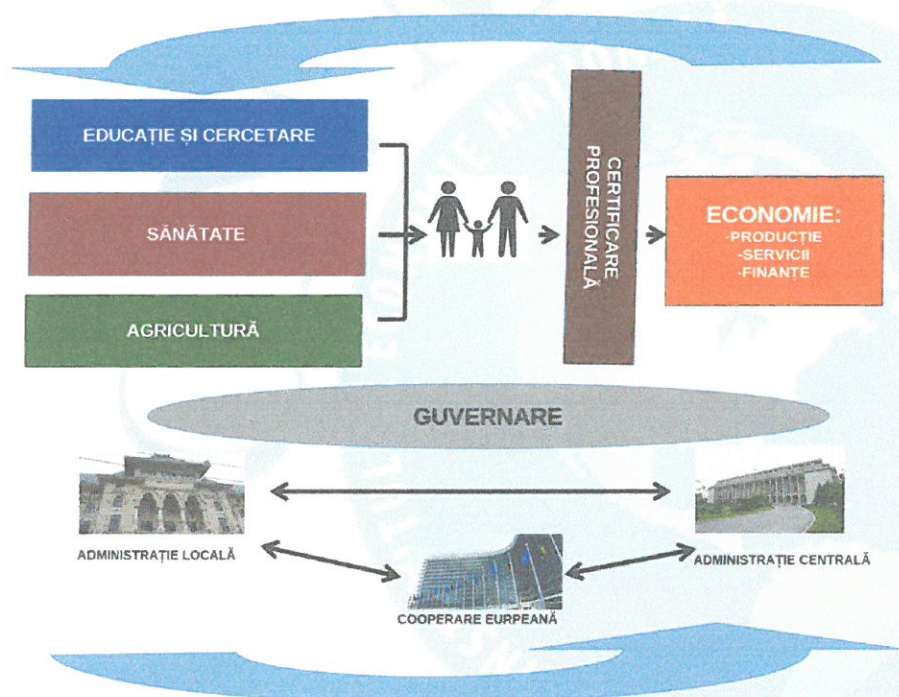 EDUCAȚIE ȘI CERCETARE
SĂNĂTATE
AGRICULTURĂ
CERTIFICARE
PROFESIONALĂ
ECONOMIE:
-PRODUCȚIE
-SERVICII
-FINANȚE
GUVERNARE
ADMINISTRAȚIE LOCALĂ
ADMINISTRAȚIE CENTRALĂ
COOPERARE EURPEANĂ